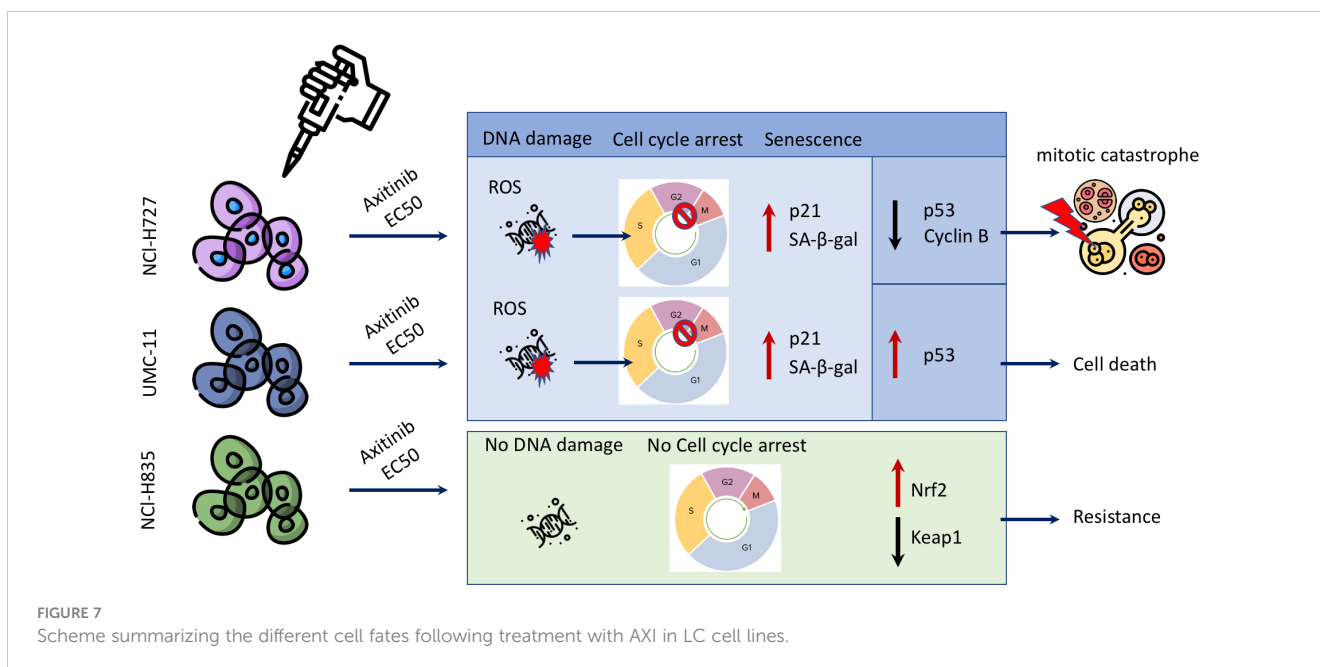 DNA damage Cell cycle arrest Senescence
NCI-H727
Axitinib
EC50
ROS
G2
M
S
G1
p21
SA-β-gal
p53
Cyclin B
mitotic catastrophe
UMC-11
Axitinib
EC50
ROS
G2
M
S
G1
p21
SA-β-gal
p53
Cell death
NCI-H835
Axitinib
EC50
No DNA damage No Cell cycle arrest
G2
M
S
G1
Nrf2
Keap1
Resistance
FIGURE 7
Scheme summarizing the different cell fates following treatment with AXI in LC cell lines.